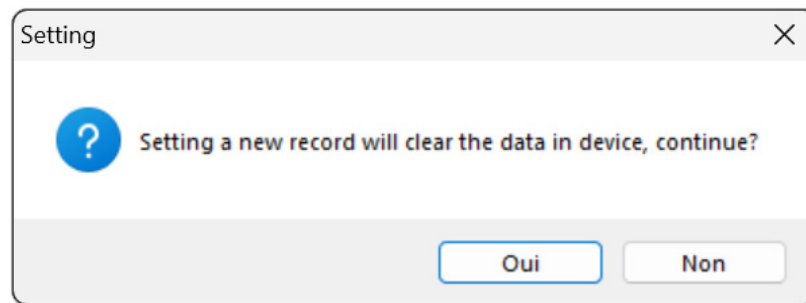 Setting
Setting a new record will clear the data in device, continue?
Oui Non